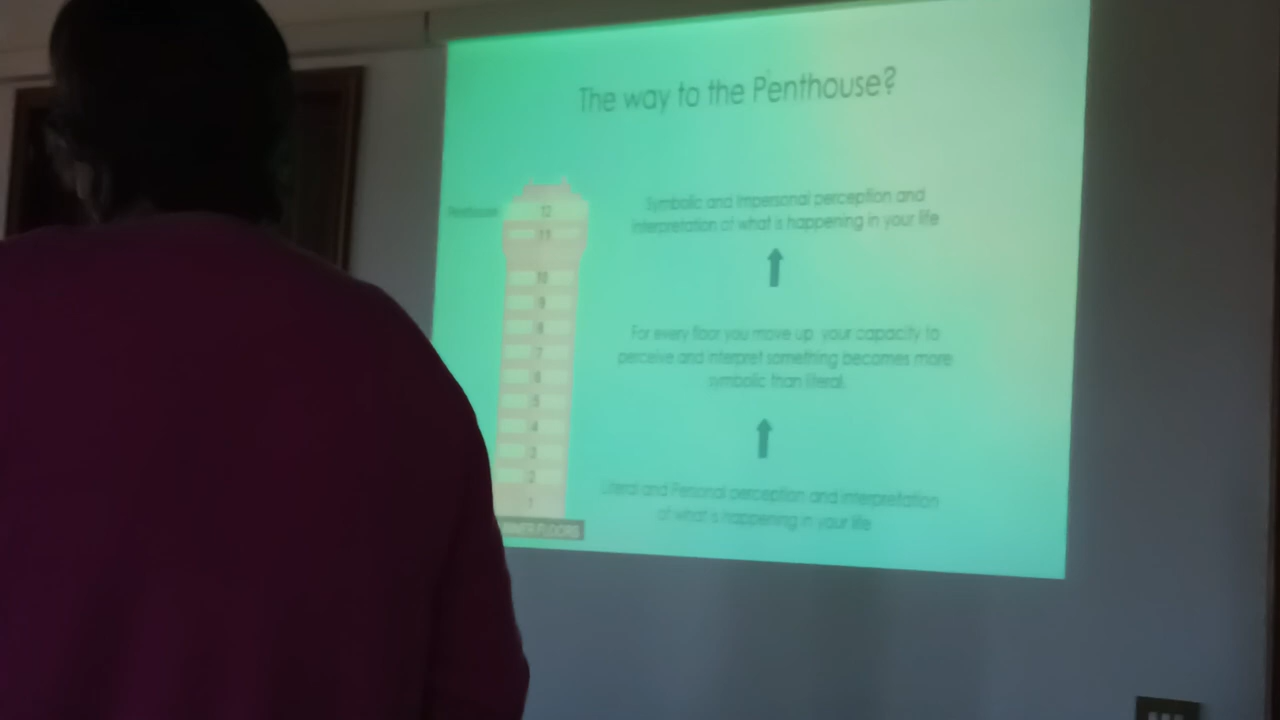 The way to the Penthouse?
Penthouse
12
11
10
9
8
7
6
5
4
3
2
1
INNER FLOORS
Symbolic and Impersonal perception and
interpretation of what is happening in your life
For every floor you move up your capacity to
perceive and interpret something becomes more
symbolic than literal.
Literal and Personal perception and interpretation
of what is happening in your life